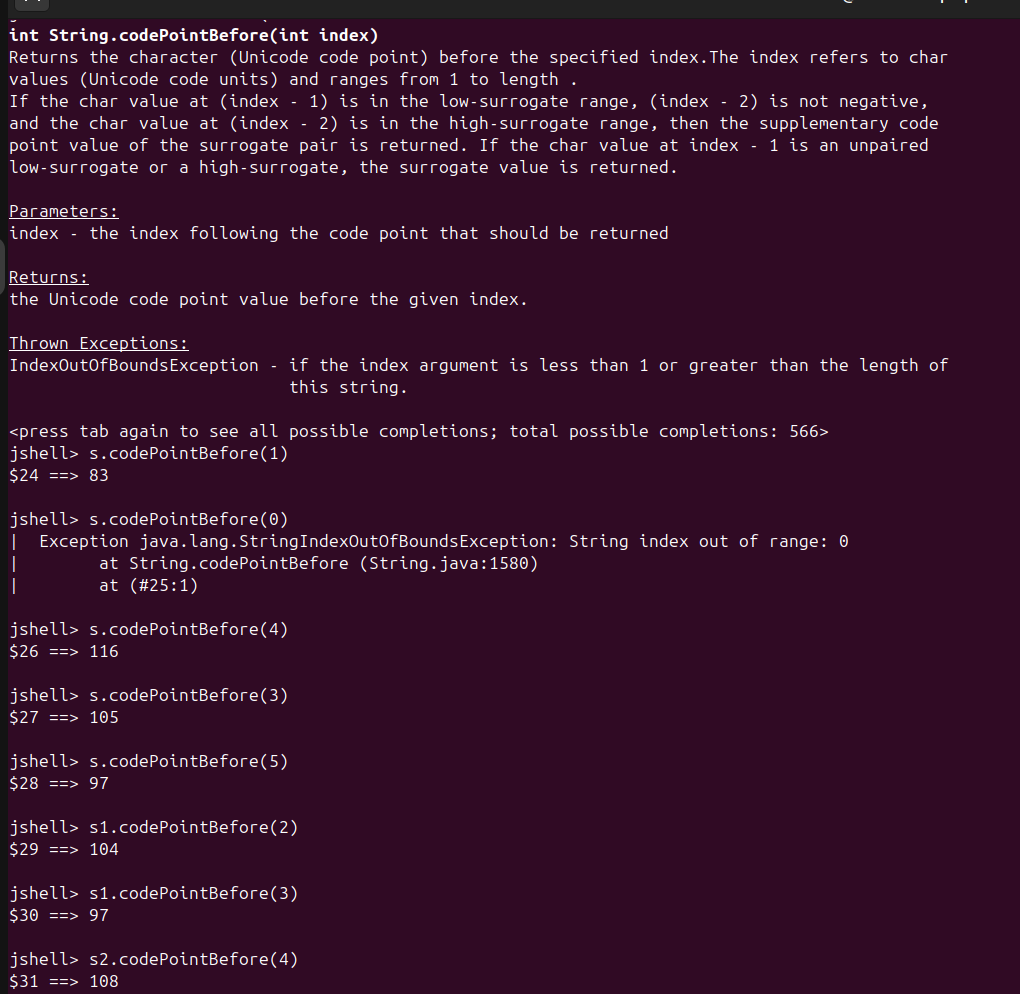 int String.codePointBefore(int index)
Returns the character (Unicode code point) before the specified index.The index refers to char
values (Unicode code units) and ranges from 1 to length .
If the char value at (index - 1) is in the low-surrogate range, (index - 2) is not negative,
and the char value at (index - 2) is in the high-surrogate range, then the supplementary code
point value of the surrogate pair is returned. If the char value at index - 1 is an unpaired
low-surrogate or a high-surrogate, the surrogate value is returned.

Parameters:
index - the index following the code point that should be returned

Returns:
the Unicode code point value before the given index.

Thrown Exceptions:
IndexOutOfBoundsException - if the index argument is less than 1 or greater than the length of
                            this string.

<press tab again to see all possible completions; total possible completions: 566>
jshell> s.codePointBefore(1)
$24 ==> 83

jshell> s.codePointBefore(0)
|  Exception java.lang.StringIndexOutOfBoundsException: String index out of range: 0
|        at String.codePointBefore (String.java:1580)
|        at (#25:1)

jshell> s.codePointBefore(4)
$26 ==> 116

jshell> s.codePointBefore(3)
$27 ==> 105

jshell> s.codePointBefore(5)
$28 ==> 97

jshell> s1.codePointBefore(2)
$29 ==> 104

jshell> s1.codePointBefore(3)
$30 ==> 97

jshell> s2.codePointBefore(4)
$31 ==> 108